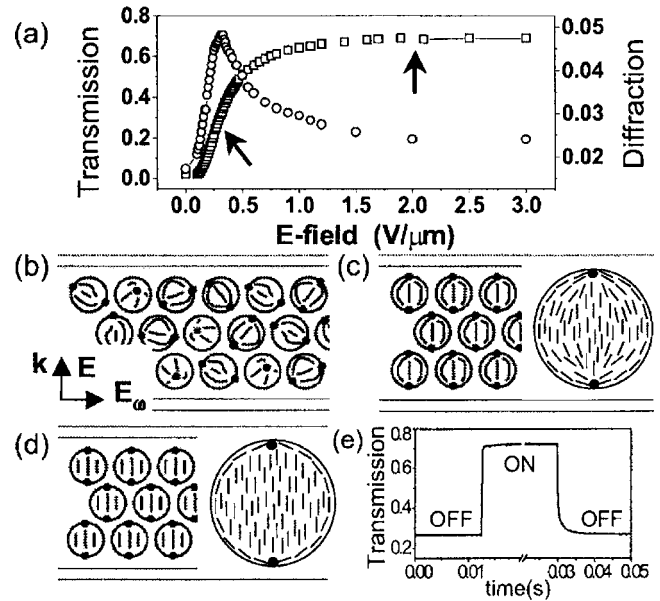 (a)
0.8
0.6
0.4
0.2
0.0
Transmission
0.05
0.04
0.03
0.02
Diffraction
0.0 0.5 1.0 1.5 2.0 2.5 3.0
E-field (V/μm)
(b)
(c)
k E
Eω
(d)
(e)
Transmission
0.8
0.6
0.4
0.2
OFF ON OFF
0.00 0.01 0.03 0.04 0.05
time(s)